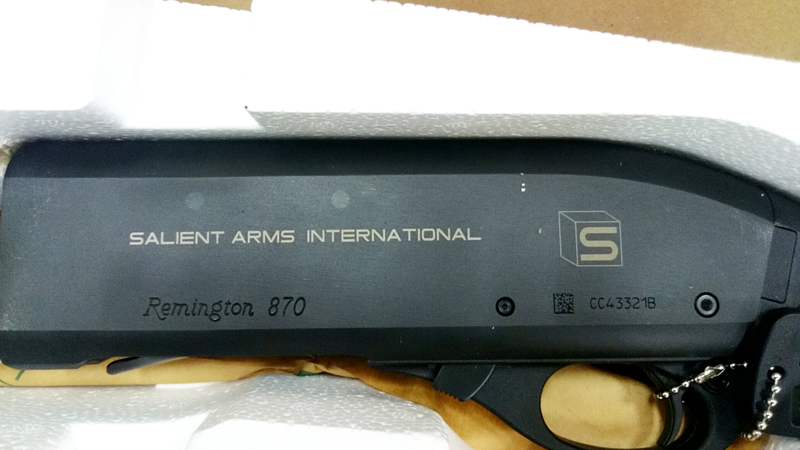 SALIENT ARMS INTERNATIONAL
S
Remington 870
CC43321B